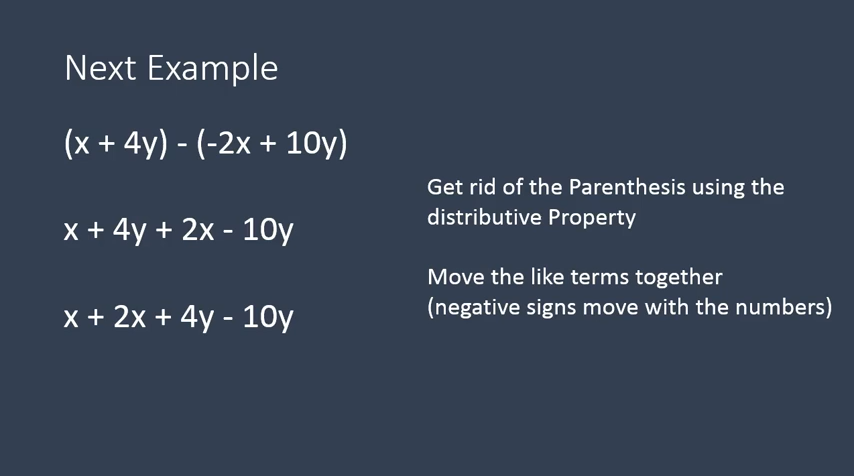 Next Example
(x + 4y) - (-2x + 10y)
Get rid of the Parenthesis using the
distributive Property
x + 4y + 2x - 10y
Move the like terms together
(negative signs move with the numbers)
x + 2x + 4y - 10y